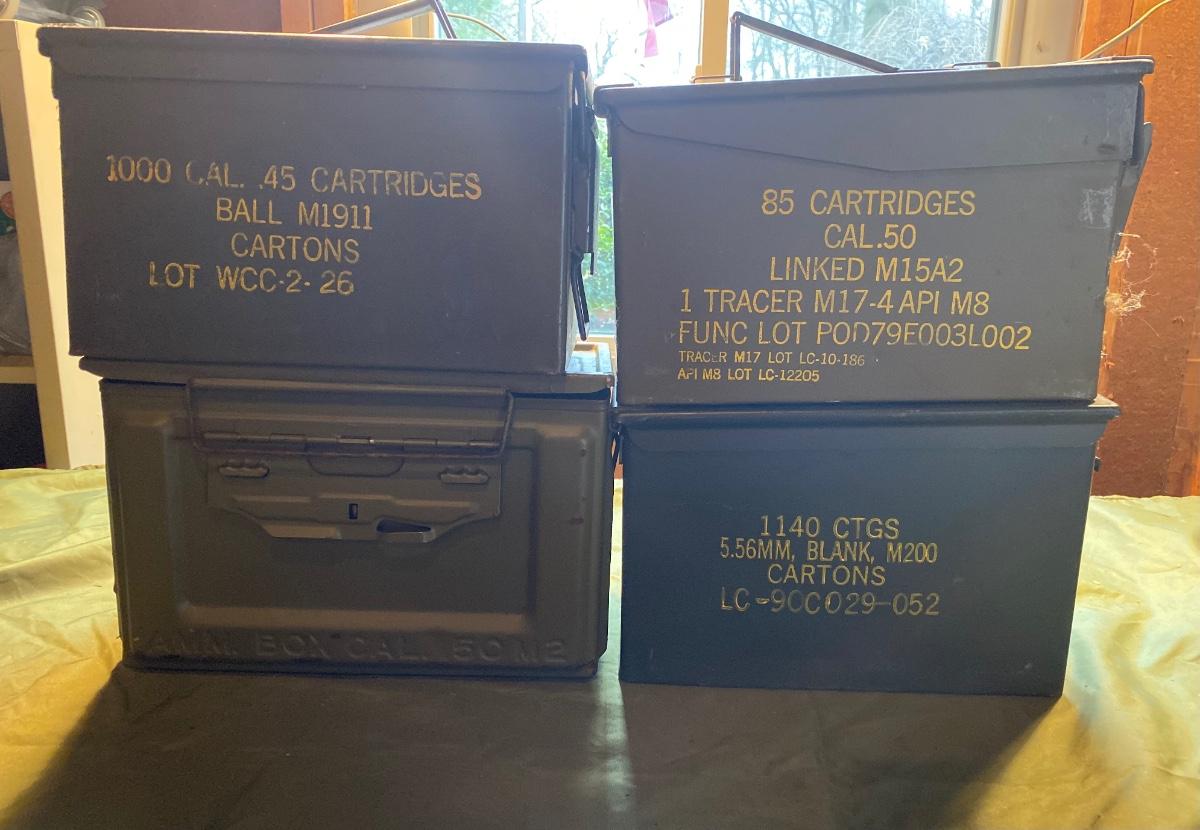 1000 CAL. .45 CARTRIDGES
BALL M1911
CARTONS
LOT WCC-2-26
85 CARTRIDGES
CAL.50
LINKED M15A2
1 TRACER M17-4 API M8
FUNC LOT POD79E003L002
TRACER M17 LOT LC-10-186
API M8 LOT LC-12205
AMM. BOX CAL. .50 M2
1140 CTGS
5.56MM, BLANK, M200
CARTONS
LC-90C029-052